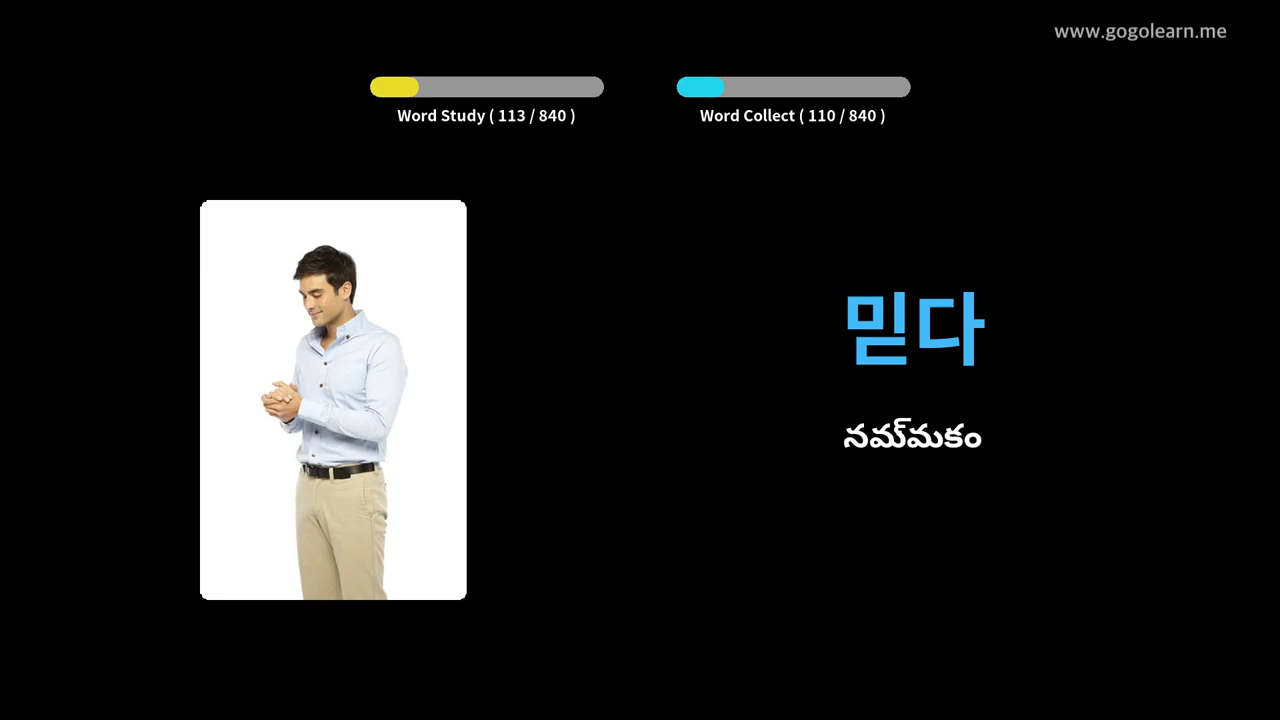 www.gogolearn.me
Word Study ( 113 / 840 )
Word Collect ( 110 / 840 )
믿다
నమ్‌మకం